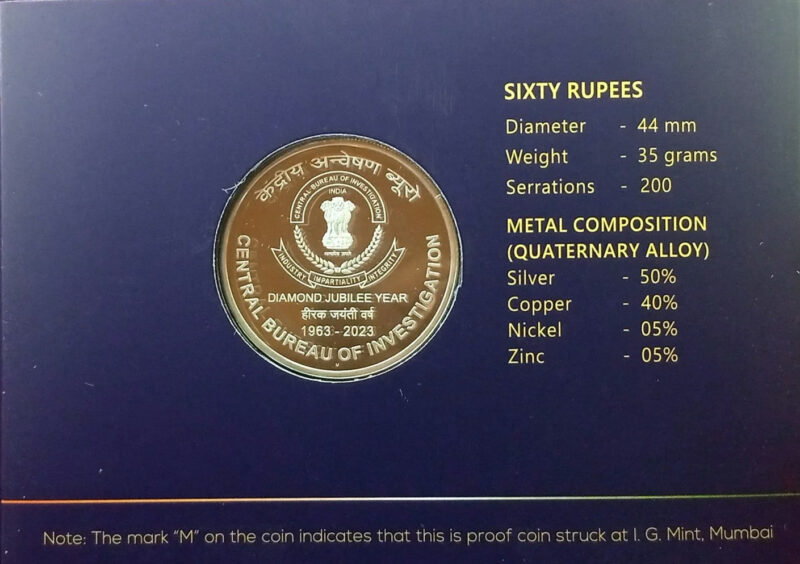 केंद्रीय अन्वेषण ब्यूरो
CENTRAL BUREAU OF INVESTIGATION
INDIA
सत्यमेव जयते
INDUSTRY IMPARTIALITY INTEGRITY
DIAMOND JUBILEE YEAR
हीरक जयंती वर्ष
1963 - 2023
CENTRAL BUREAU OF INVESTIGATION
M
SIXTY RUPEES
Diameter - 44 mm
Weight - 35 grams
Serrations - 200
METAL COMPOSITION
(QUATERNARY ALLOY)
Silver - 50%
Copper - 40%
Nickel - 05%
Zinc - 05%
Note: The mark "M" on the coin indicates that this is proof coin struck at I. G. Mint, Mumbai